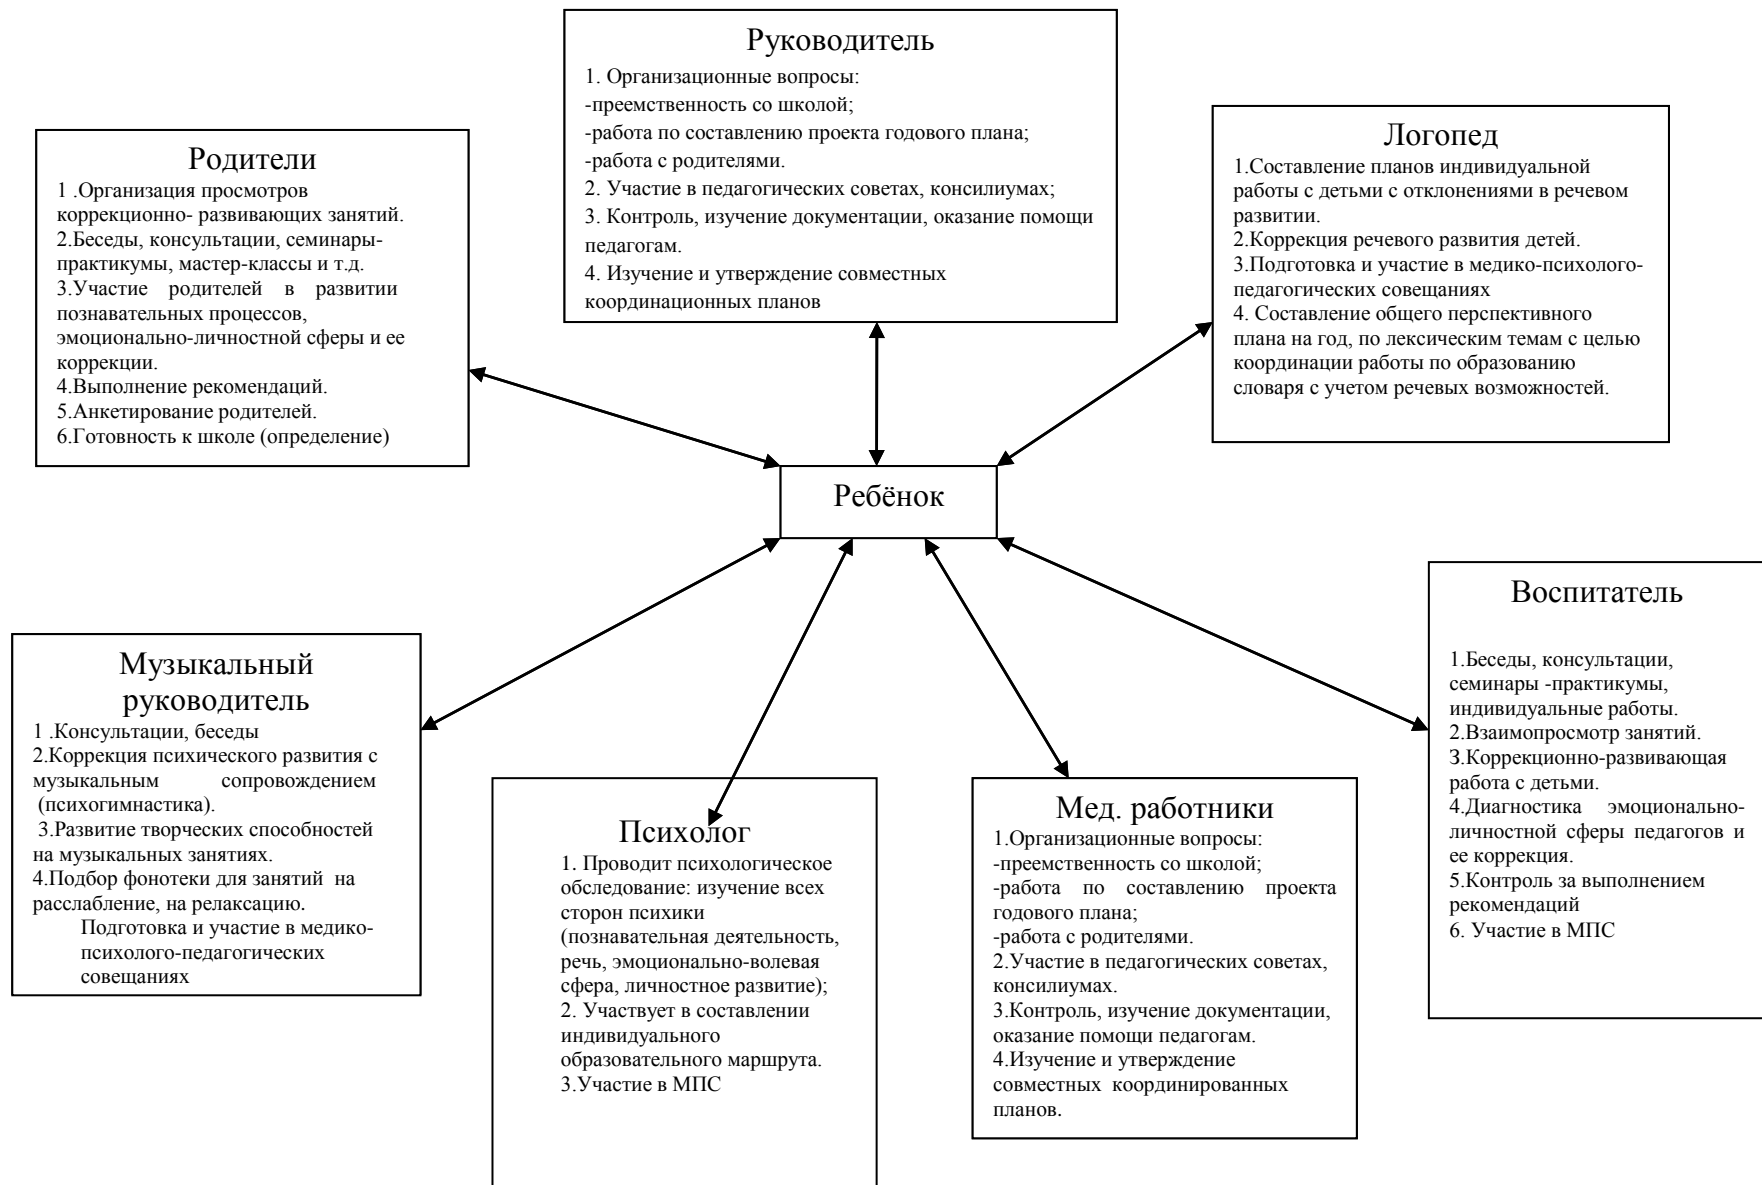 Руководитель
1. Организационные вопросы:
-преемственность со школой;
-работа по составлению проекта годового плана;
-работа с родителями.
2. Участие в педагогических советах, консилиумах;
3. Контроль, изучение документации, оказание помощи
педагогам.
4. Изучение и утверждение совместных
координационных планов
Родители
1 .Организация просмотров
коррекционно- развивающих занятий.
2.Беседы, консультации, семинары-
практикумы, мастер-классы и т.д.
3.Участие родителей в развитии
познавательных процессов,
эмоционально-личностной сферы и ее
коррекции.
4.Выполнение рекомендаций.
5.Анкетирование родителей.
6.Готовность к школе (определение)
Логопед
1.Составление планов индивидуальной
работы с детьми с отклонениями в речевом
развитии.
2.Коррекция речевого развития детей.
3.Подготовка и участие в медико-психолого-
педагогических совещаниях
4. Составление общего перспективного
плана на год, по лексическим темам с целью
координации работы по образованию
словаря с учетом речевых возможностей.
Ребёнок
Музыкальный
руководитель
1 .Консультации, беседы
2.Коррекция психического развития с
музыкальным сопровождением
(психогимнастика).
3.Развитие творческих способностей
на музыкальных занятиях.
4.Подбор фонотеки для занятий на
расслабление, на релаксацию.
Подготовка и участие в медико-
психолого-педагогических
совещаниях
Психолог
1. Проводит психологическое
обследование: изучение всех
сторон психики
(познавательная деятельность,
речь, эмоционально-волевая
сфера, личностное развитие);
2. Участвует в составлении
индивидуального
образовательного маршрута.
3.Участие в МПС
Мед. работники
1.Организационные вопросы:
-преемственность со школой;
-работа по составлению проекта
годового плана;
-работа с родителями.
2.Участие в педагогических советах,
консилиумах.
3.Контроль, изучение документации,
оказание помощи педагогам.
4.Изучение и утверждение
совместных координированных
планов.
Воспитатель
1.Беседы, консультации,
семинары -практикумы,
индивидуальные работы.
2.Взаимопросмотр занятий.
3.Коррекционно-развивающая
работа с детьми.
4.Диагностика эмоционально-
личностной сферы педагогов и
ее коррекция.
5.Контроль за выполнением
рекомендаций
6. Участие в МПС